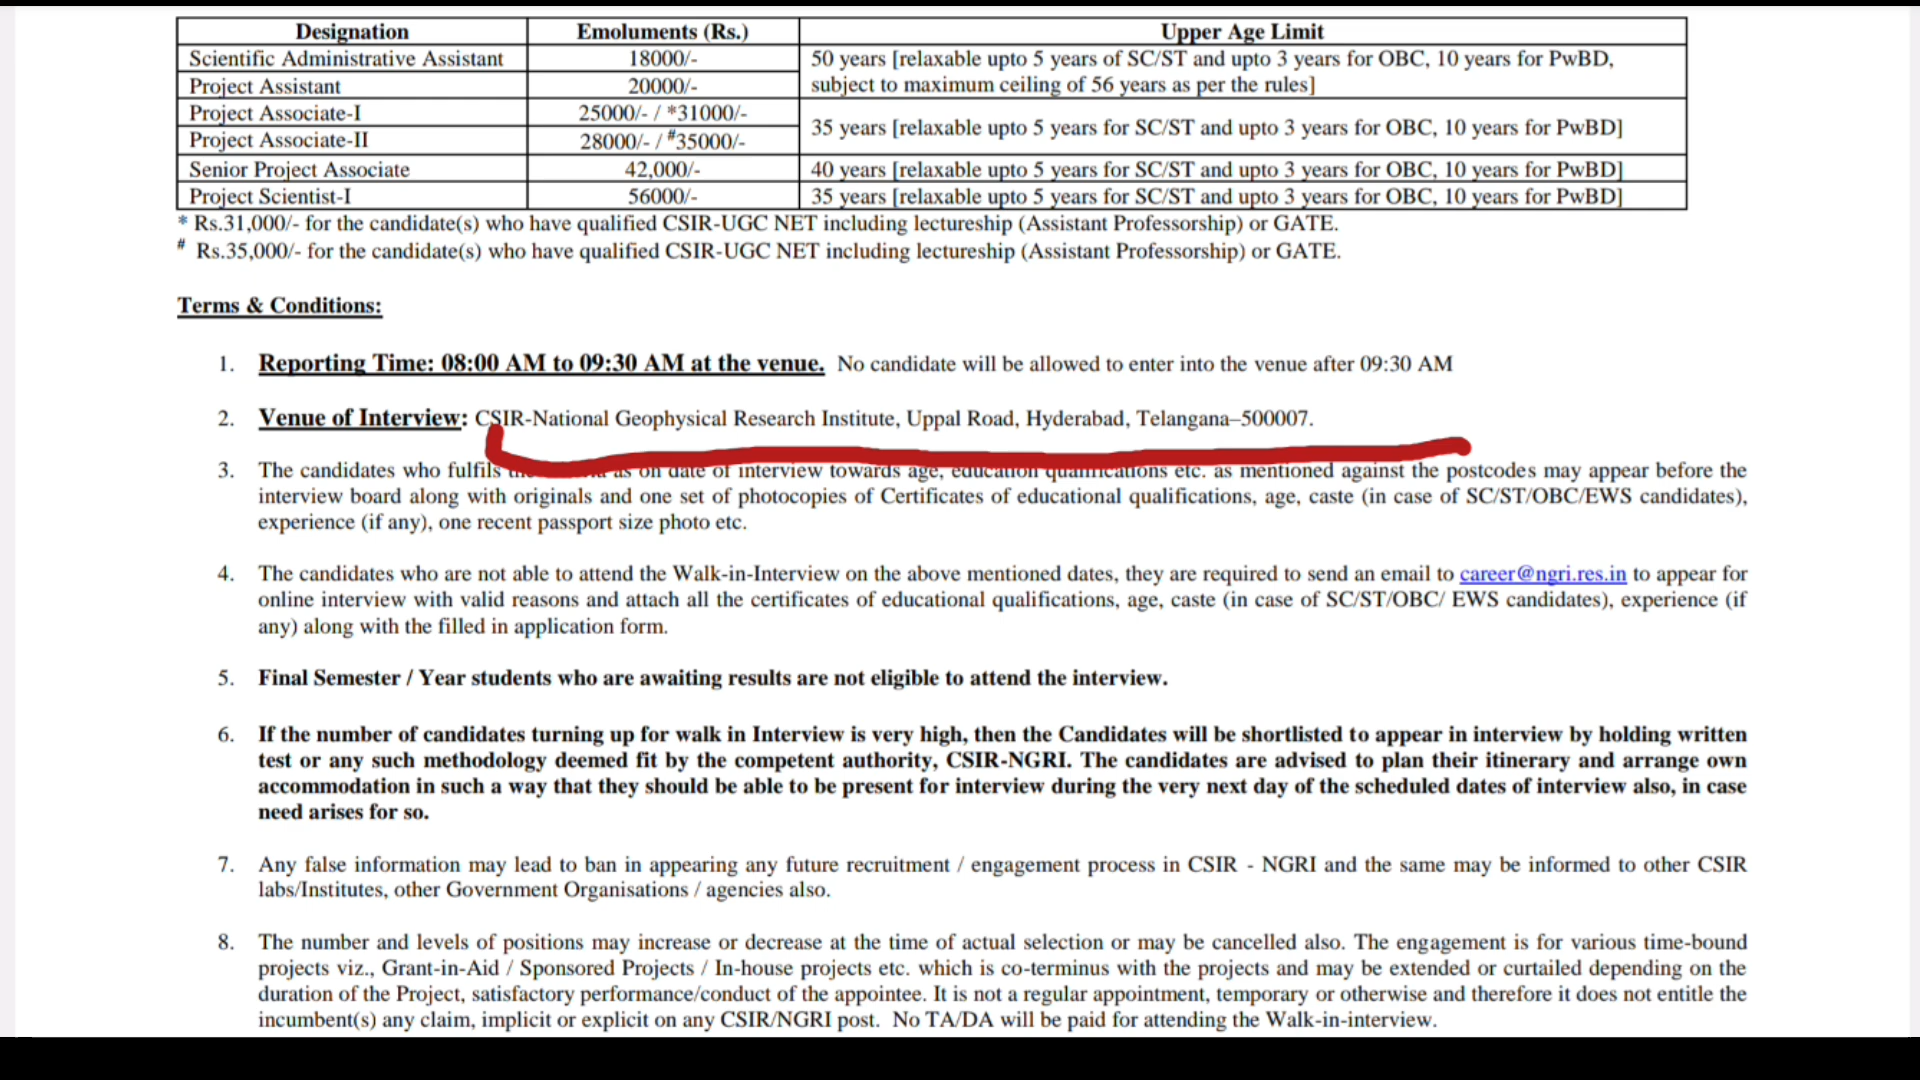 Designation Emoluments (Rs.) Upper Age Limit
Scientific Administrative Assistant 18000/- 50 years [relaxable upto 5 years of SC/ST and upto 3 years for OBC, 10 years for PwBD,
Project Assistant 20000/- subject to maximum ceiling of 56 years as per the rules]
Project Associate-I 25000/- / *31000/-
35 years [relaxable upto 5 years for SC/ST and upto 3 years for OBC, 10 years for PwBD]
Project Associate-II 28000/- / #35000/-
Senior Project Associate 42,000/- 40 years [relaxable upto 5 years for SC/ST and upto 3 years for OBC, 10 years for PwBD]
Project Scientist-I 56000/- 35 years [relaxable upto 5 years for SC/ST and upto 3 years for OBC, 10 years for PwBD]
* Rs.31,000/- for the candidate(s) who have qualified CSIR-UGC NET including lectureship (Assistant Professorship) or GATE.
# Rs.35,000/- for the candidate(s) who have qualified CSIR-UGC NET including lectureship (Assistant Professorship) or GATE.
Terms & Conditions:
1. Reporting Time: 08:00 AM to 09:30 AM at the venue. No candidate will be allowed to enter into the venue after 09:30 AM
2. Venue of Interview: CSIR-National Geophysical Research Institute, Uppal Road, Hyderabad, Telangana–500007.
3. The candidates who fulfils as on date of interview towards age, education qualifications etc. as mentioned against the postcodes may appear before the
interview board along with originals and one set of photocopies of Certificates of educational qualifications, age, caste (in case of SC/ST/OBC/EWS candidates),
experience (if any), one recent passport size photo etc.
4. The candidates who are not able to attend the Walk-in-Interview on the above mentioned dates, they are required to send an email to career@ngri.res.in to appear for
online interview with valid reasons and attach all the certificates of educational qualifications, age, caste (in case of SC/ST/OBC/ EWS candidates), experience (if
any) along with the filled in application form.
5. Final Semester / Year students who are awaiting results are not eligible to attend the interview.
6. If the number of candidates turning up for walk in Interview is very high, then the Candidates will be shortlisted to appear in interview by holding written
test or any such methodology deemed fit by the competent authority, CSIR-NGRI. The candidates are advised to plan their itinerary and arrange own
accommodation in such a way that they should be able to be present for interview during the very next day of the scheduled dates of interview also, in case
need arises for so.
7. Any false information may lead to ban in appearing any future recruitment / engagement process in CSIR - NGRI and the same may be informed to other CSIR
labs/Institutes, other Government Organisations / agencies also.
8. The number and levels of positions may increase or decrease at the time of actual selection or may be cancelled also. The engagement is for various time-bound
projects viz., Grant-in-Aid / Sponsored Projects / In-house projects etc. which is co-terminus with the projects and may be extended or curtailed depending on the
duration of the Project, satisfactory performance/conduct of the appointee. It is not a regular appointment, temporary or otherwise and therefore it does not entitle the
incumbent(s) any claim, implicit or explicit on any CSIR/NGRI post. No TA/DA will be paid for attending the Walk-in-interview.